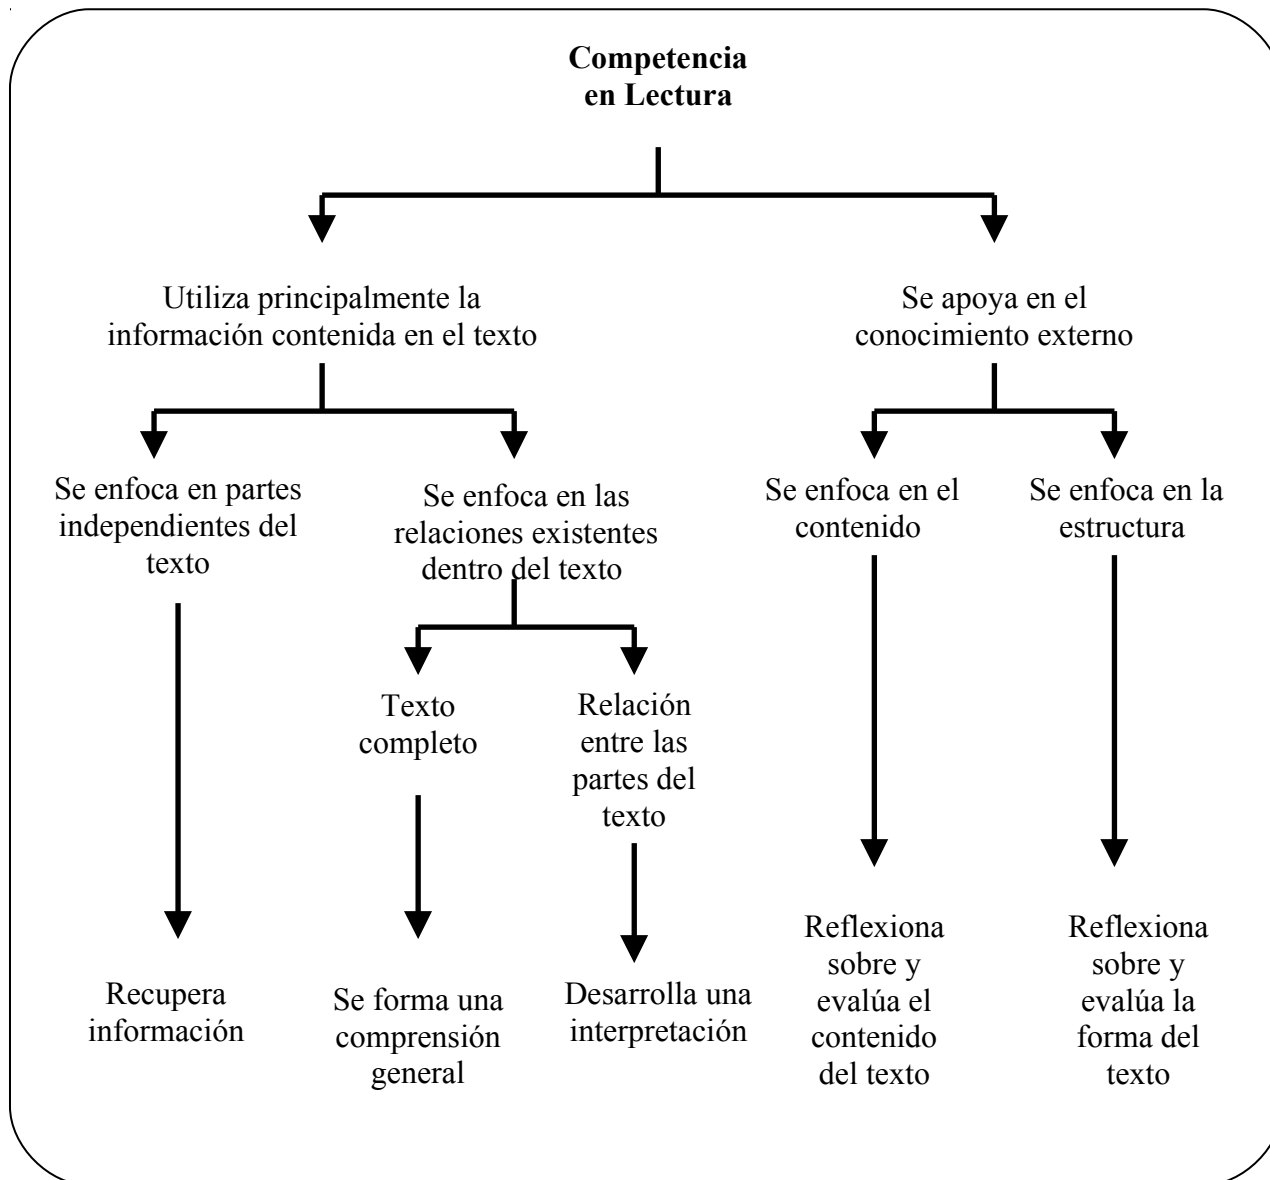 Competencia
en Lectura
Utiliza principalmente la
información contenida en el texto
Se apoya en el
conocimiento externo
Se enfoca en partes
independientes del
texto
Se enfoca en las
relaciones existentes
dentro del texto
Se enfoca en el
contenido
Se enfoca en la
estructura
Texto
completo
Relación
entre las
partes del
texto
Recupera
información
Se forma una
comprensión
general
Desarrolla una
interpretación
Reflexiona
sobre y
evalúa el
contenido
del texto
Reflexiona
sobre y
evalúa la
forma del
texto